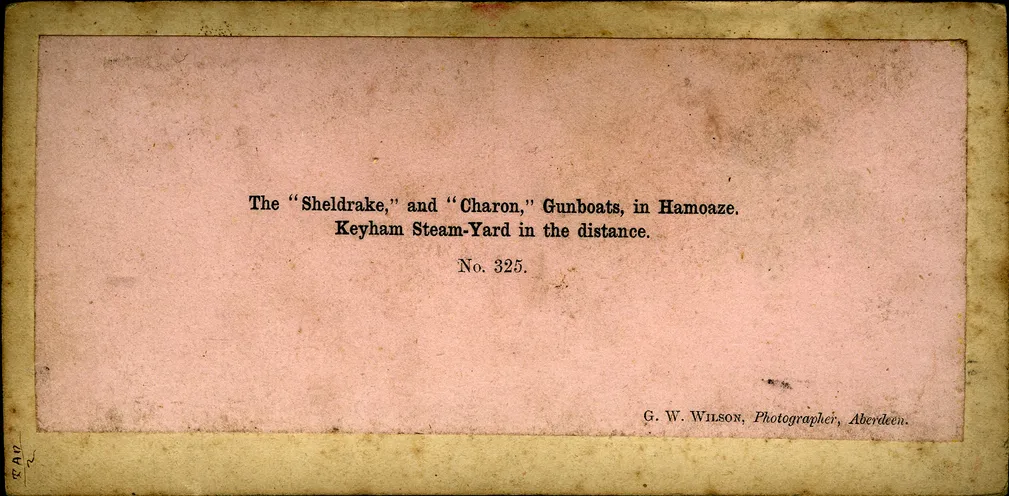 The “Sheldrake,” and “Charon,” Gunboats, in Hamoaze.
Keyham Steam-Yard in the distance.
No. 325.
G. W. Wilson, Photographer, Aberdeen.